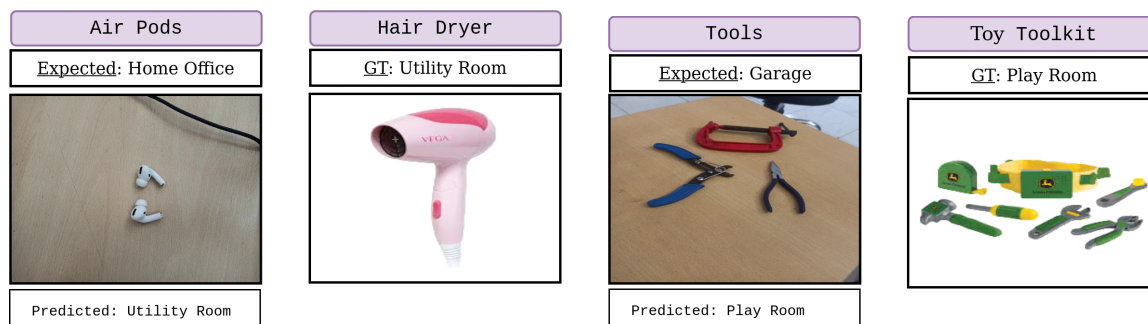 Air Pods
Expected: Home Office
Predicted: Utility Room
Hair Dryer
GT: Utility Room
VEGA
Tools
Expected: Garage
Predicted: Play Room
Toy Toolkit
GT: Play Room